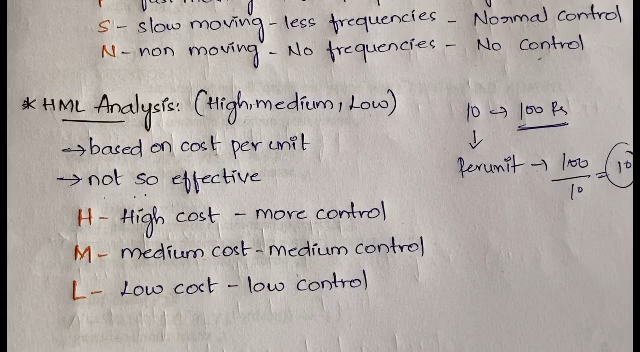 S - slow moving - less frequencies - Normal control
N - non moving - No frequencies - No control
* HML Analysis: (High, medium, Low)
→ based on cost per unit
→ not so effective
H - High cost - more control
M - medium cost - medium control
L - Low cost - low control
10 → 100 Rs
↓
Per unit → 100/10 = 10